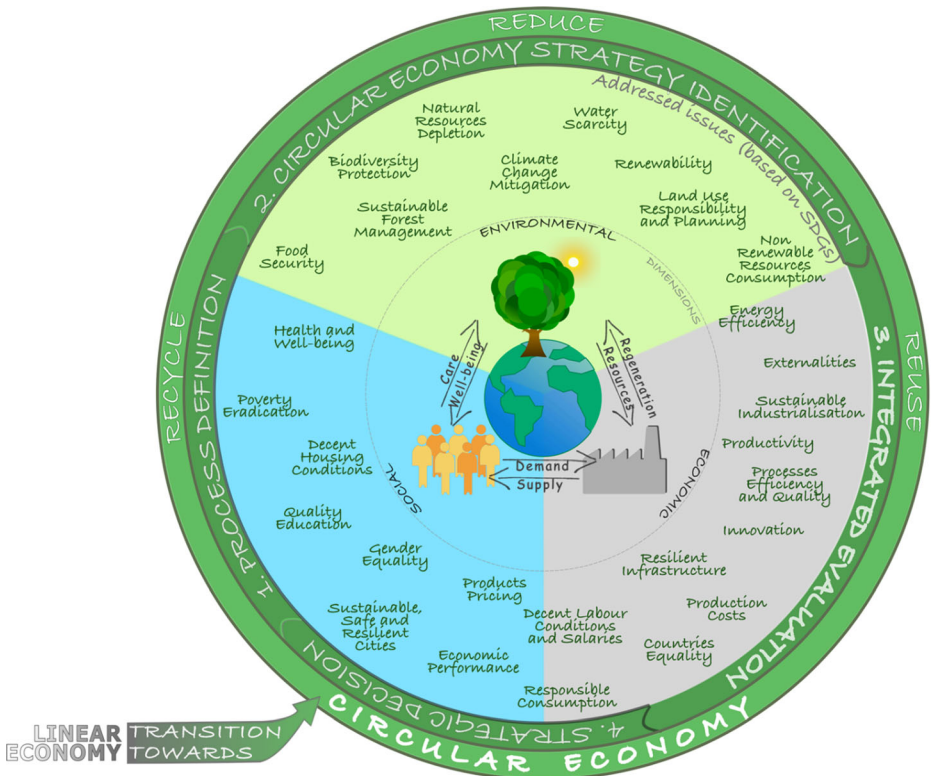 REDUCE
2. CIRCULAR ECONOMY STRATEGY IDENTIFICATION
Addressed issues (based on SDGs)
Natural
Resources
Depletion
Water
Scarcity
Biodiversity
Protection
Climate
Change
Mitigation
Renewability
Sustainable
Forest
Management
Land Use
Responsibility
and Planning
Food
Security
ENVIRONMENTAL
Non
Renewable
Resources
Consumption
DIMENSIONS
RECYCLE
1. PROCESS DEFINITION
Health and
Well-being
Care
Well-being
Regeneration
Resources
Energy
Efficiency
REUSE
3. INTEGRATED EVALUATION
Externalities
Poverty
Eradication
Sustainable
Industrialisation
Decent
Housing
Conditions
Demand
Supply
Productivity
SOCIAL
ECONOMIC
Processes
Efficiency
and Quality
Quality
Education
Innovation
Gender
Equality
Resilient
Infrastructure
Products
Pricing
Sustainable,
Safe and
Resilient
Cities
Decent Labour
Conditions
and Salaries
Production
Costs
Economic
Performance
Countries
Equality
Responsible
Consumption
4. STRATEGIC DECISION
CIRCULAR ECONOMY
LINEAR
ECONOMY
TRANSITION
TOWARDS